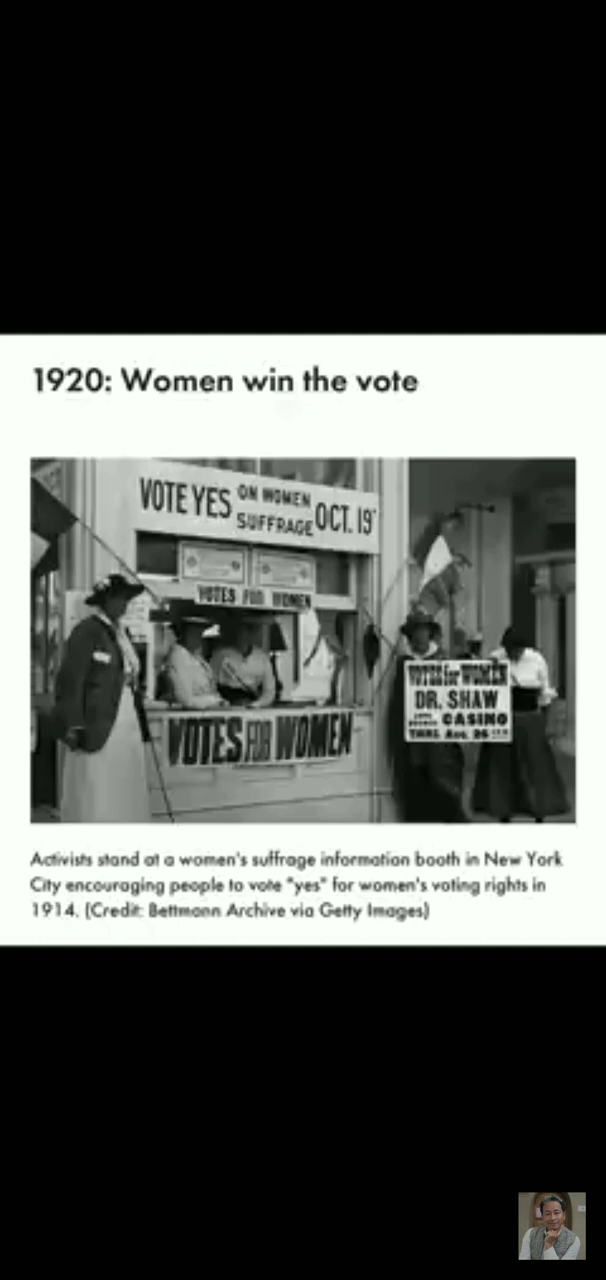 1920: Women win the vote
VOTE YES ON WOMEN SUFFRAGE OCT. 19
VOTES FOR WOMEN
VOTES FOR WOMEN
VOTES for WOMEN
DR. SHAW
CASINO
Activists stand at a women's suffrage information booth in New York
City encouraging people to vote "yes" for women's voting rights in
1914. (Credit: Bettmann Archive via Getty Images)